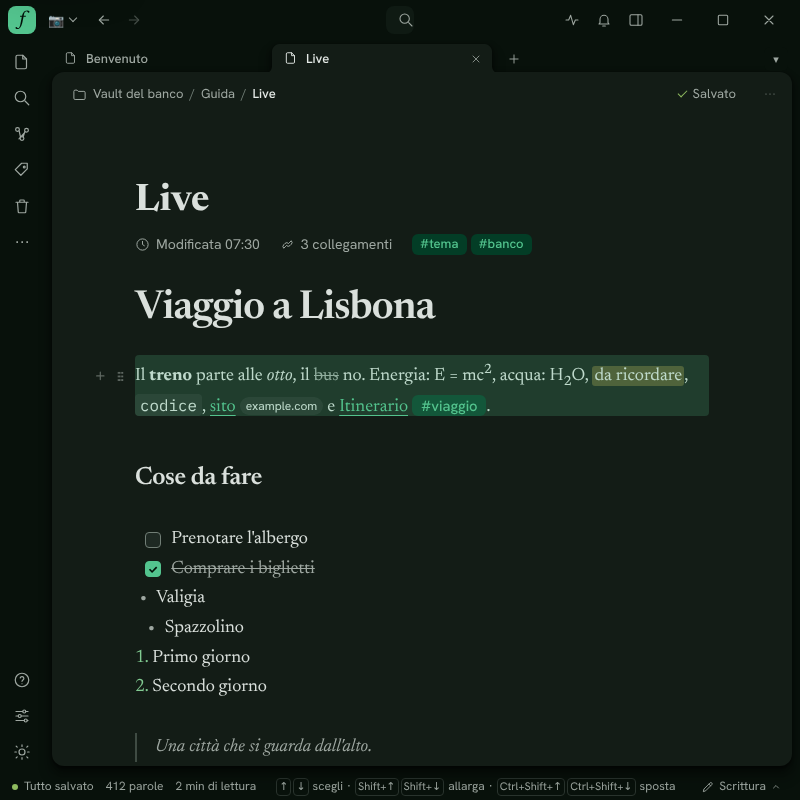 f
Benvenuto
Live
Vault del banco / Guida / Live
Salvato
Live
Modificata 07:30 3 collegamenti #tema #banco
Viaggio a Lisbona
Il treno parte alle otto, il bus no. Energia: E = mc², acqua: H₂O, da ricordare,
codice, sito example.com e Itinerario #viaggio.
Cose da fare
Prenotare l'albergo
Comprare i biglietti
• Valigia
• Spazzolino
1. Primo giorno
2. Secondo giorno
Una città che si guarda dall'alto.
Tutto salvato 412 parole 2 min di lettura ↑ ↓ scegli · Shift+↑ Shift+↓ allarga · Ctrl+Shift+↑ Ctrl+Shift+↓ sposta Scrittura